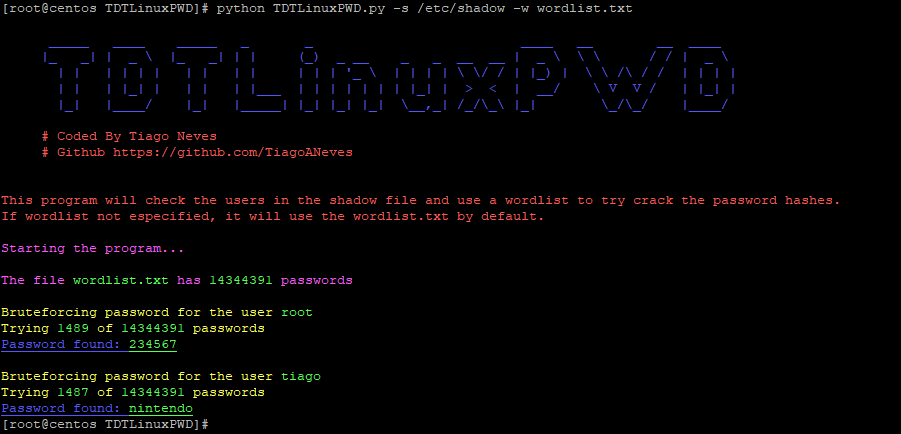 [root@centos TDTLinuxPWD]# python TDTLinuxPWD.py -s /etc/shadow -w wordlist.txt
TDTLinuxPWD
# Coded By Tiago Neves
# Github https://github.com/TiagoANeves
This program will check the users in the shadow file and use a wordlist to try crack the password hashes.
If wordlist not especified, it will use the wordlist.txt by default.
Starting the program...
The file wordlist.txt has 14344391 passwords
Bruteforcing password for the user root
Trying 1489 of 14344391 passwords
Password found: 234567
Bruteforcing password for the user tiago
Trying 1487 of 14344391 passwords
Password found: nintendo
[root@centos TDTLinuxPWD]#